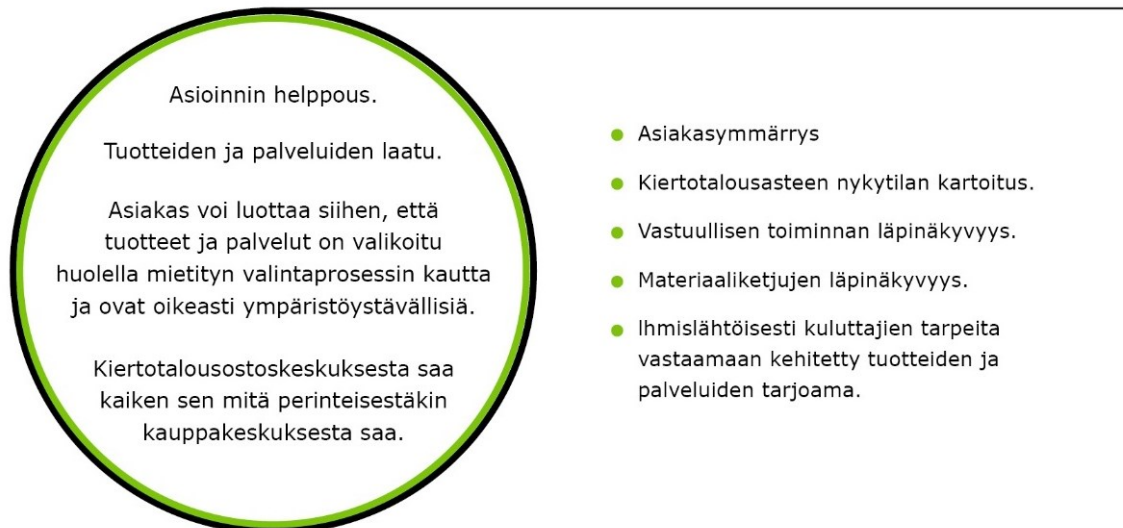 Asioinnin helppous.
Tuotteiden ja palveluiden laatu.
Asiakas voi luottaa siihen, että
tuotteet ja palvelut on valikoitu
huolella mietityn valintaprosessin kautta
ja ovat oikeasti ympäristöystävällisiä.
Kiertotalousostoskeskuksesta saa
kaiken sen mitä perinteisestäkin
kauppakeskuksesta saa.
Asiakasymmärrys
Kiertotalousasteen nykytilan kartoitus.
Vastuullisen toiminnan läpinäkyvyys.
Materiaaliketjujen läpinäkyvyys.
Ihmislähtöisesti kuluttajien tarpeita
vastaamaan kehitetty tuotteiden ja
palveluiden tarjoama.